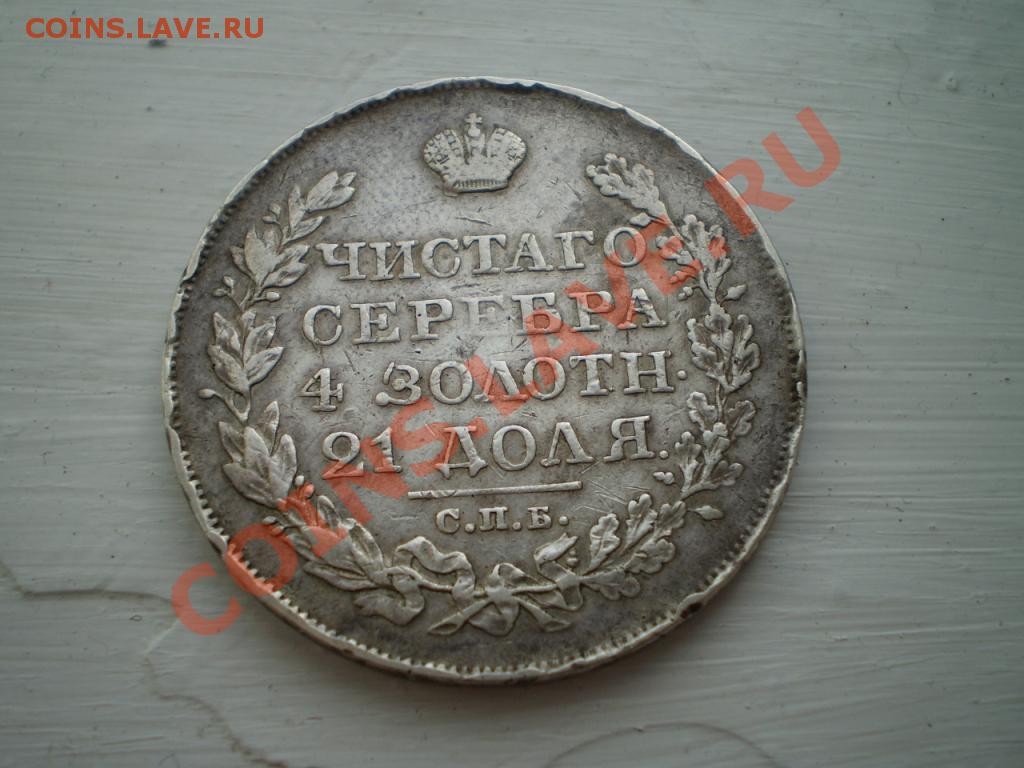 COINS.LAVE.RU
ЧИСТАГО
СЕРЕБРА
4 ЗОЛОТН.
21 ДОЛЯ.
С.П.Б.
COINS.LAVE.RU